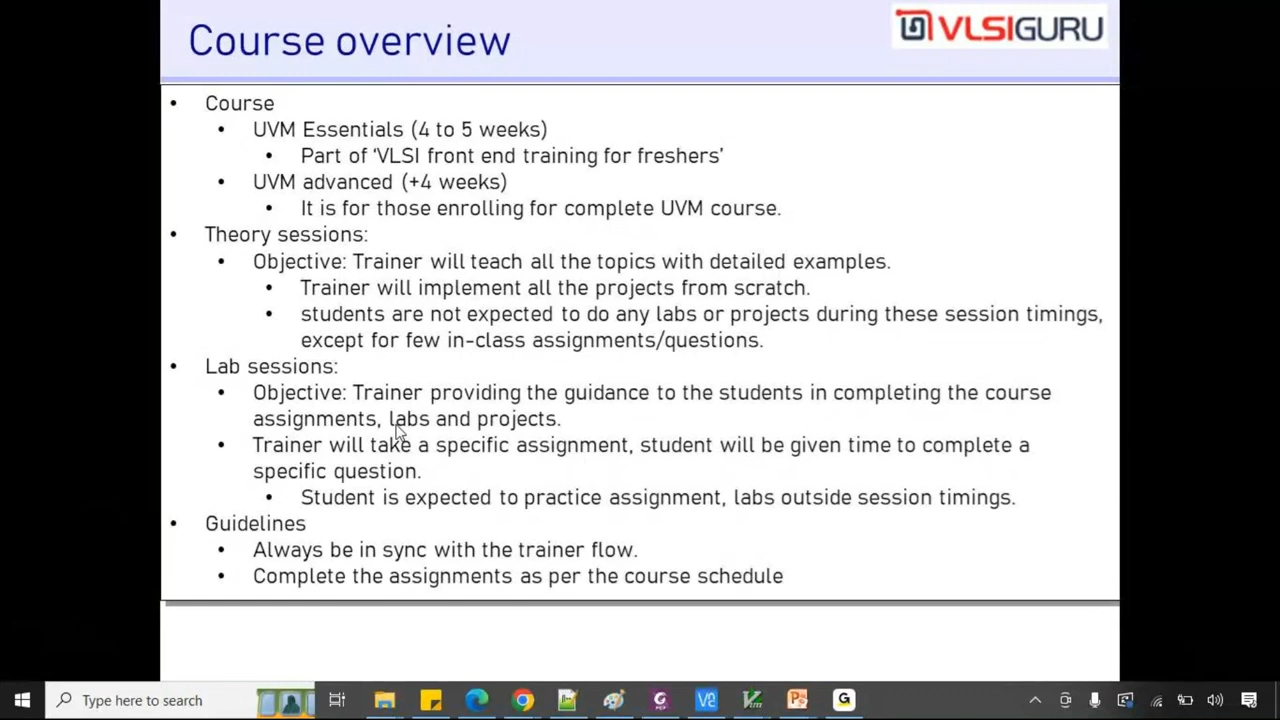 Course overview
VLSIGURU
• Course
• UVM Essentials (4 to 5 weeks)
• Part of ‘VLSI front end training for freshers’
• UVM advanced (+4 weeks)
• It is for those enrolling for complete UVM course.
• Theory sessions:
• Objective: Trainer will teach all the topics with detailed examples.
• Trainer will implement all the projects from scratch.
• students are not expected to do any labs or projects during these session timings,
except for few in-class assignments/questions.
• Lab sessions:
• Objective: Trainer providing the guidance to the students in completing the course
assignments, labs and projects.
• Trainer will take a specific assignment, student will be given time to complete a
specific question.
• Student is expected to practice assignment, labs outside session timings.
• Guidelines
• Always be in sync with the trainer flow.
• Complete the assignments as per the course schedule
Type here to search